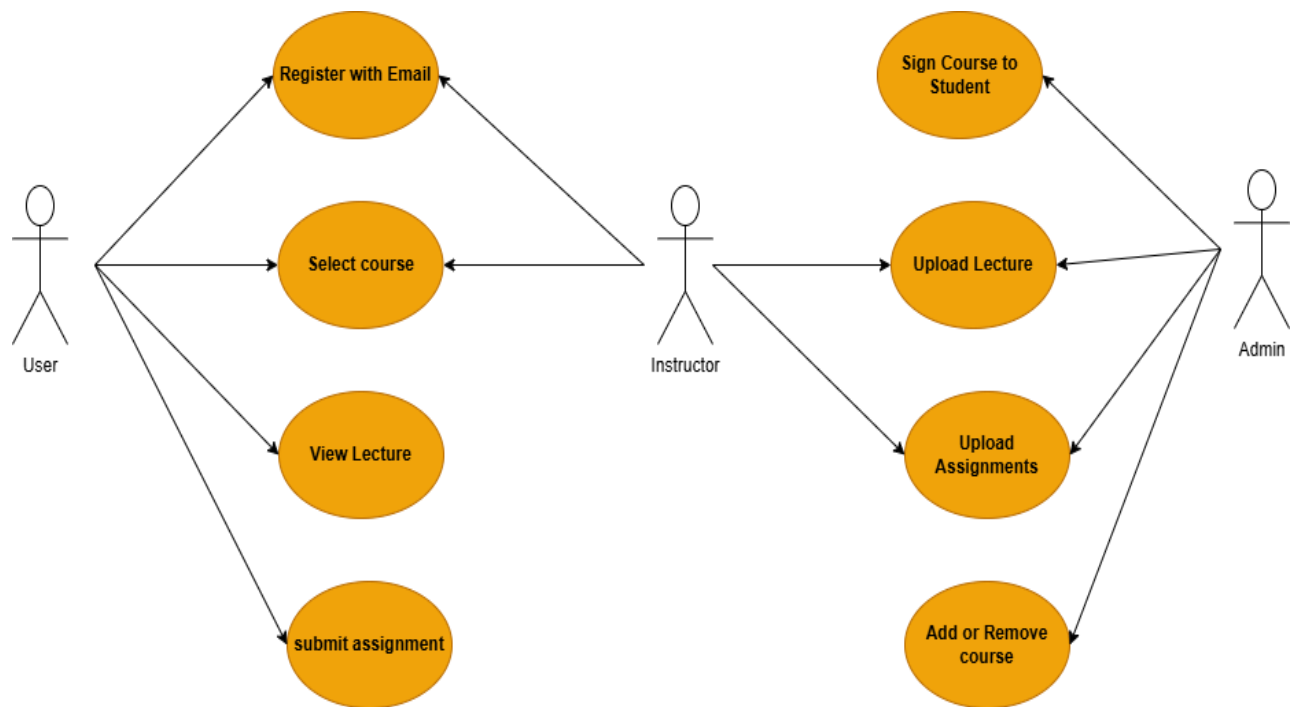 Register with Email
Sign Course to
Student
Select course
Upload Lecture
User
Instructor
Admin
View Lecture
Upload
Assignments
submit assignment
Add or Remove
course